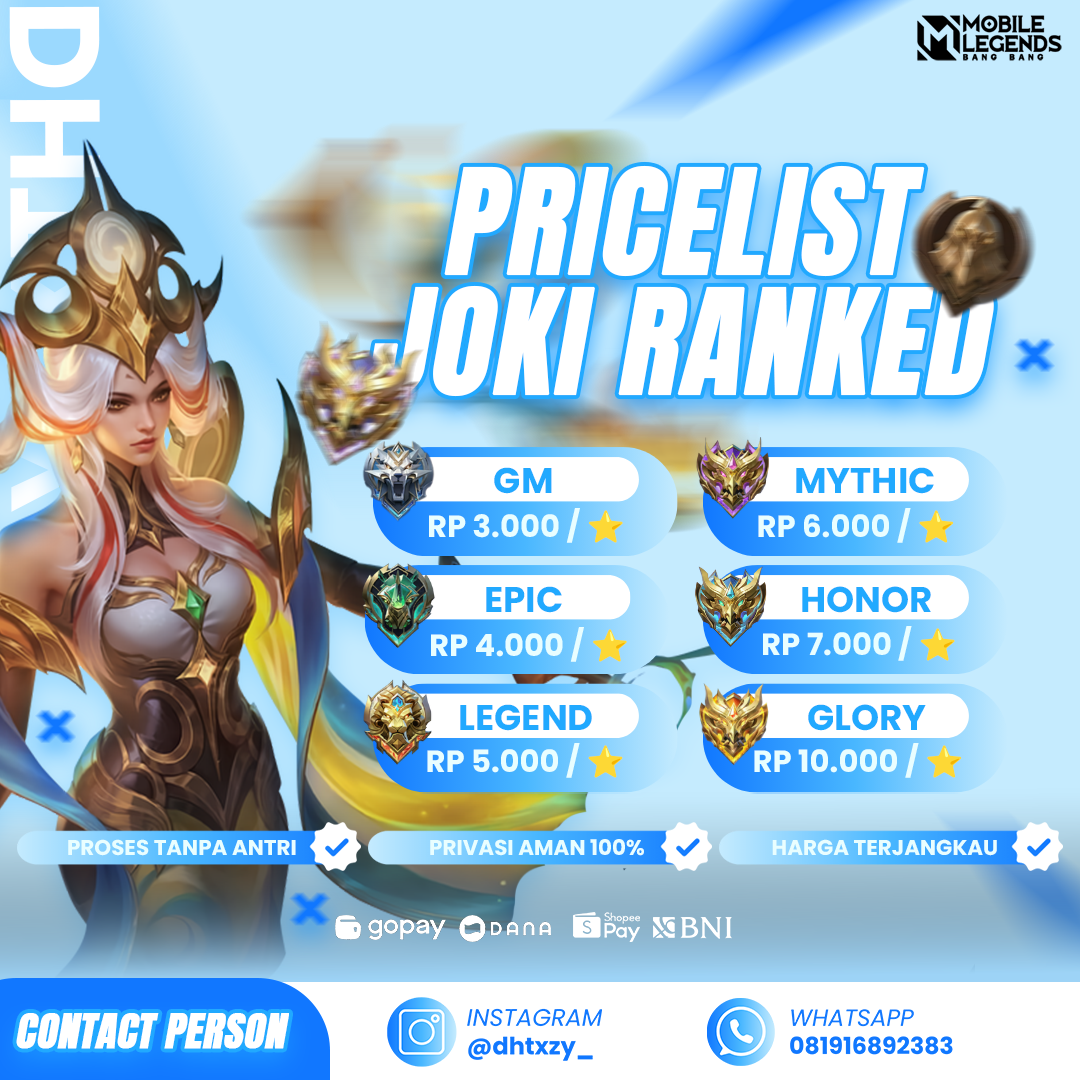 MOBILE
LEGENDS
BANG BANG
PRICELIST
JOKI RANKED
GM
RP 3.000 / ⭐
MYTHIC
RP 6.000 / ⭐
EPIC
RP 4.000 / ⭐
HONOR
RP 7.000 / ⭐
LEGEND
RP 5.000 / ⭐
GLORY
RP 10.000 / ⭐
PROSES TANPA ANTRI
PRIVASI AMAN 100%
HARGA TERJANGKAU
gopay
DANA
Shopee
Pay
BNI
CONTACT PERSON
INSTAGRAM
@dhtxzy_
WHATSAPP
081916892383